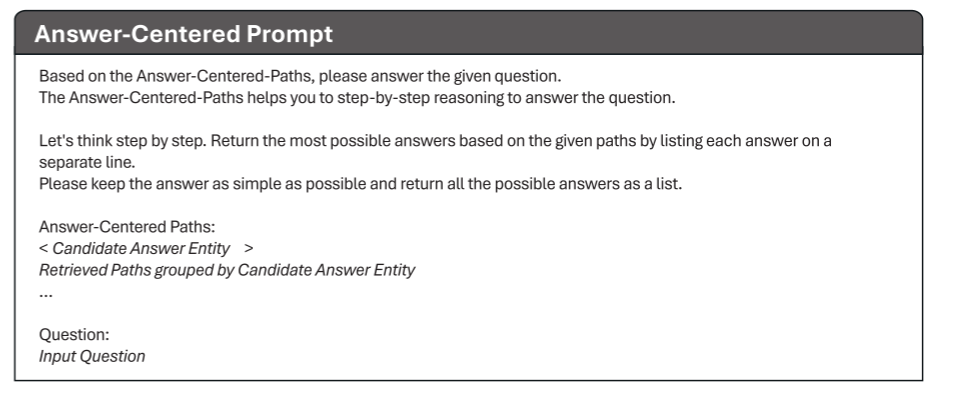 Answer-Centered Prompt
Based on the Answer-Centered-Paths, please answer the given question.
The Answer-Centered-Paths helps you to step-by-step reasoning to answer the question.
Let's think step by step. Return the most possible answers based on the given paths by listing each answer on a
separate line.
Please keep the answer as simple as possible and return all the possible answers as a list.
Answer-Centered Paths:
< Candidate Answer Entity >
Retrieved Paths grouped by Candidate Answer Entity
...
Question:
Input Question